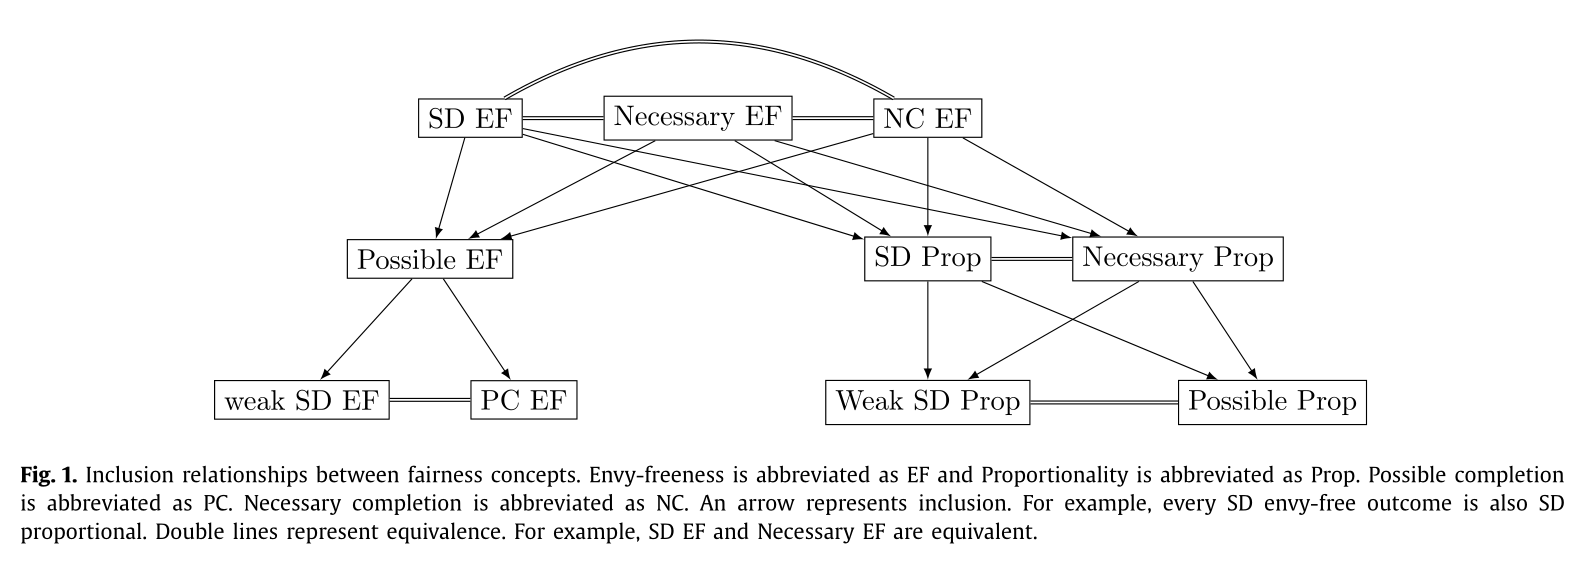 SD EF
Necessary EF
NC EF
Possible EF
SD Prop
Necessary Prop
weak SD EF
PC EF
Weak SD Prop
Possible Prop
Fig. 1. Inclusion relationships between fairness concepts. Envy-freeness is abbreviated as EF and Proportionality is abbreviated as Prop. Possible completion
is abbreviated as PC. Necessary completion is abbreviated as NC. An arrow represents inclusion. For example, every SD envy-free outcome is also SD
proportional. Double lines represent equivalence. For example, SD EF and Necessary EF are equivalent.